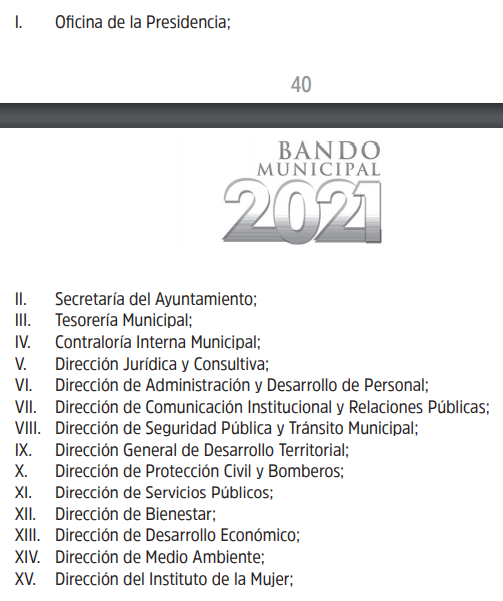 I. Oficina de la Presidencia;
40
BANDO
MUNICIPAL
2021
II. Secretaría del Ayuntamiento;
III. Tesorería Municipal;
IV. Contraloría Interna Municipal;
V. Dirección Jurídica y Consultiva;
VI. Dirección de Administración y Desarrollo de Personal;
VII. Dirección de Comunicación Institucional y Relaciones Públicas;
VIII. Dirección de Seguridad Pública y Tránsito Municipal;
IX. Dirección General de Desarrollo Territorial;
X. Dirección de Protección Civil y Bomberos;
XI. Dirección de Servicios Públicos;
XII. Dirección de Bienestar;
XIII. Dirección de Desarrollo Económico;
XIV. Dirección de Medio Ambiente;
XV. Dirección del Instituto de la Mujer;